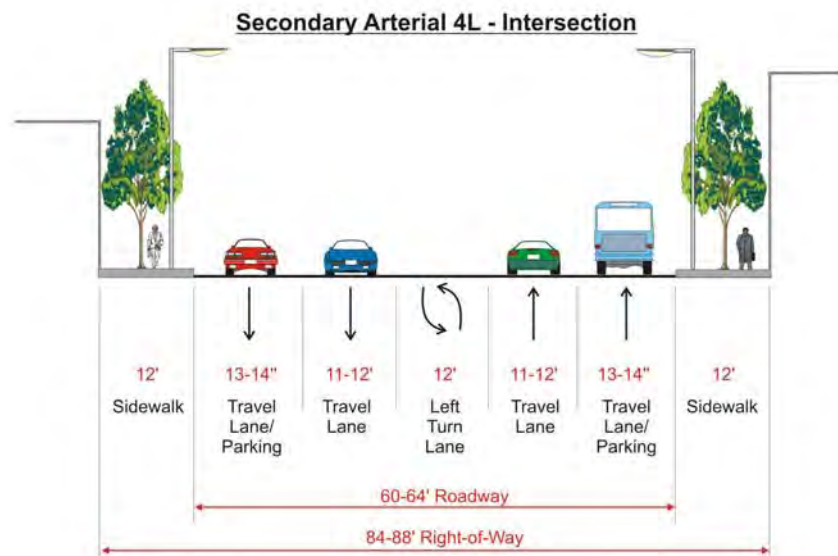 Secondary Arterial 4L - Intersection
12'
Sidewalk
13-14"
Travel
Lane/
Parking
11-12'
Travel
Lane
12'
Left
Turn
Lane
11-12'
Travel
Lane
13-14"
Travel
Lane/
Parking
12'
Sidewalk
60-64' Roadway
84-88' Right-of-Way